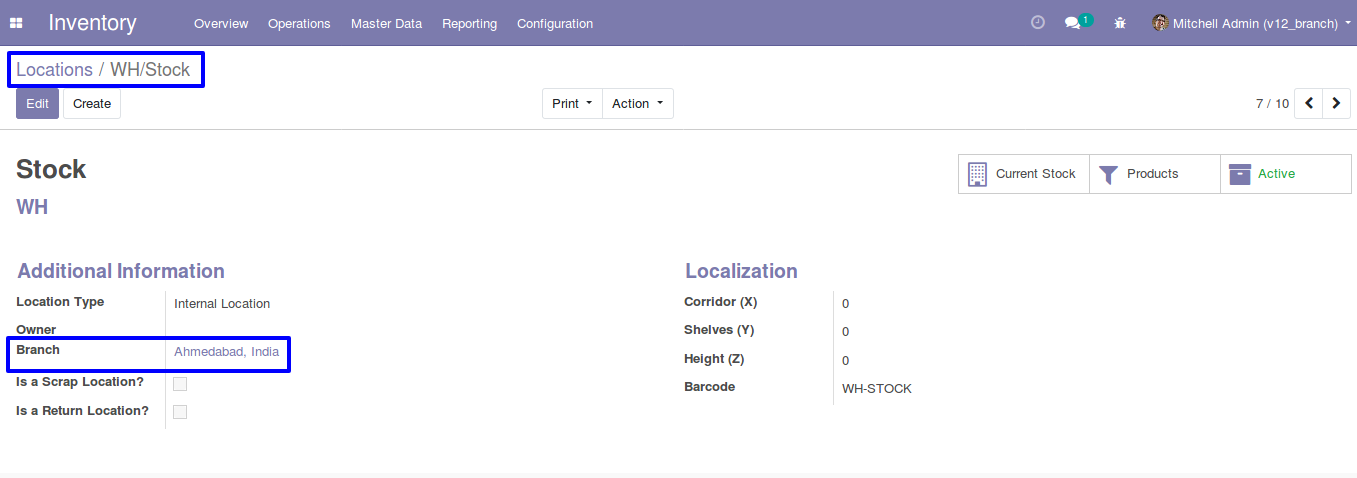 Inventory Overview Operations Master Data Reporting Configuration 1 Mitchell Admin (v12_branch)
Locations / WH/Stock
Edit Create Print Action 7 / 10
Stock
WH
Current Stock Products Active
Additional Information
Location Type Internal Location
Owner
Branch Ahmedabad, India
Is a Scrap Location?
Is a Return Location?
Localization
Corridor (X) 0
Shelves (Y) 0
Height (Z) 0
Barcode WH-STOCK